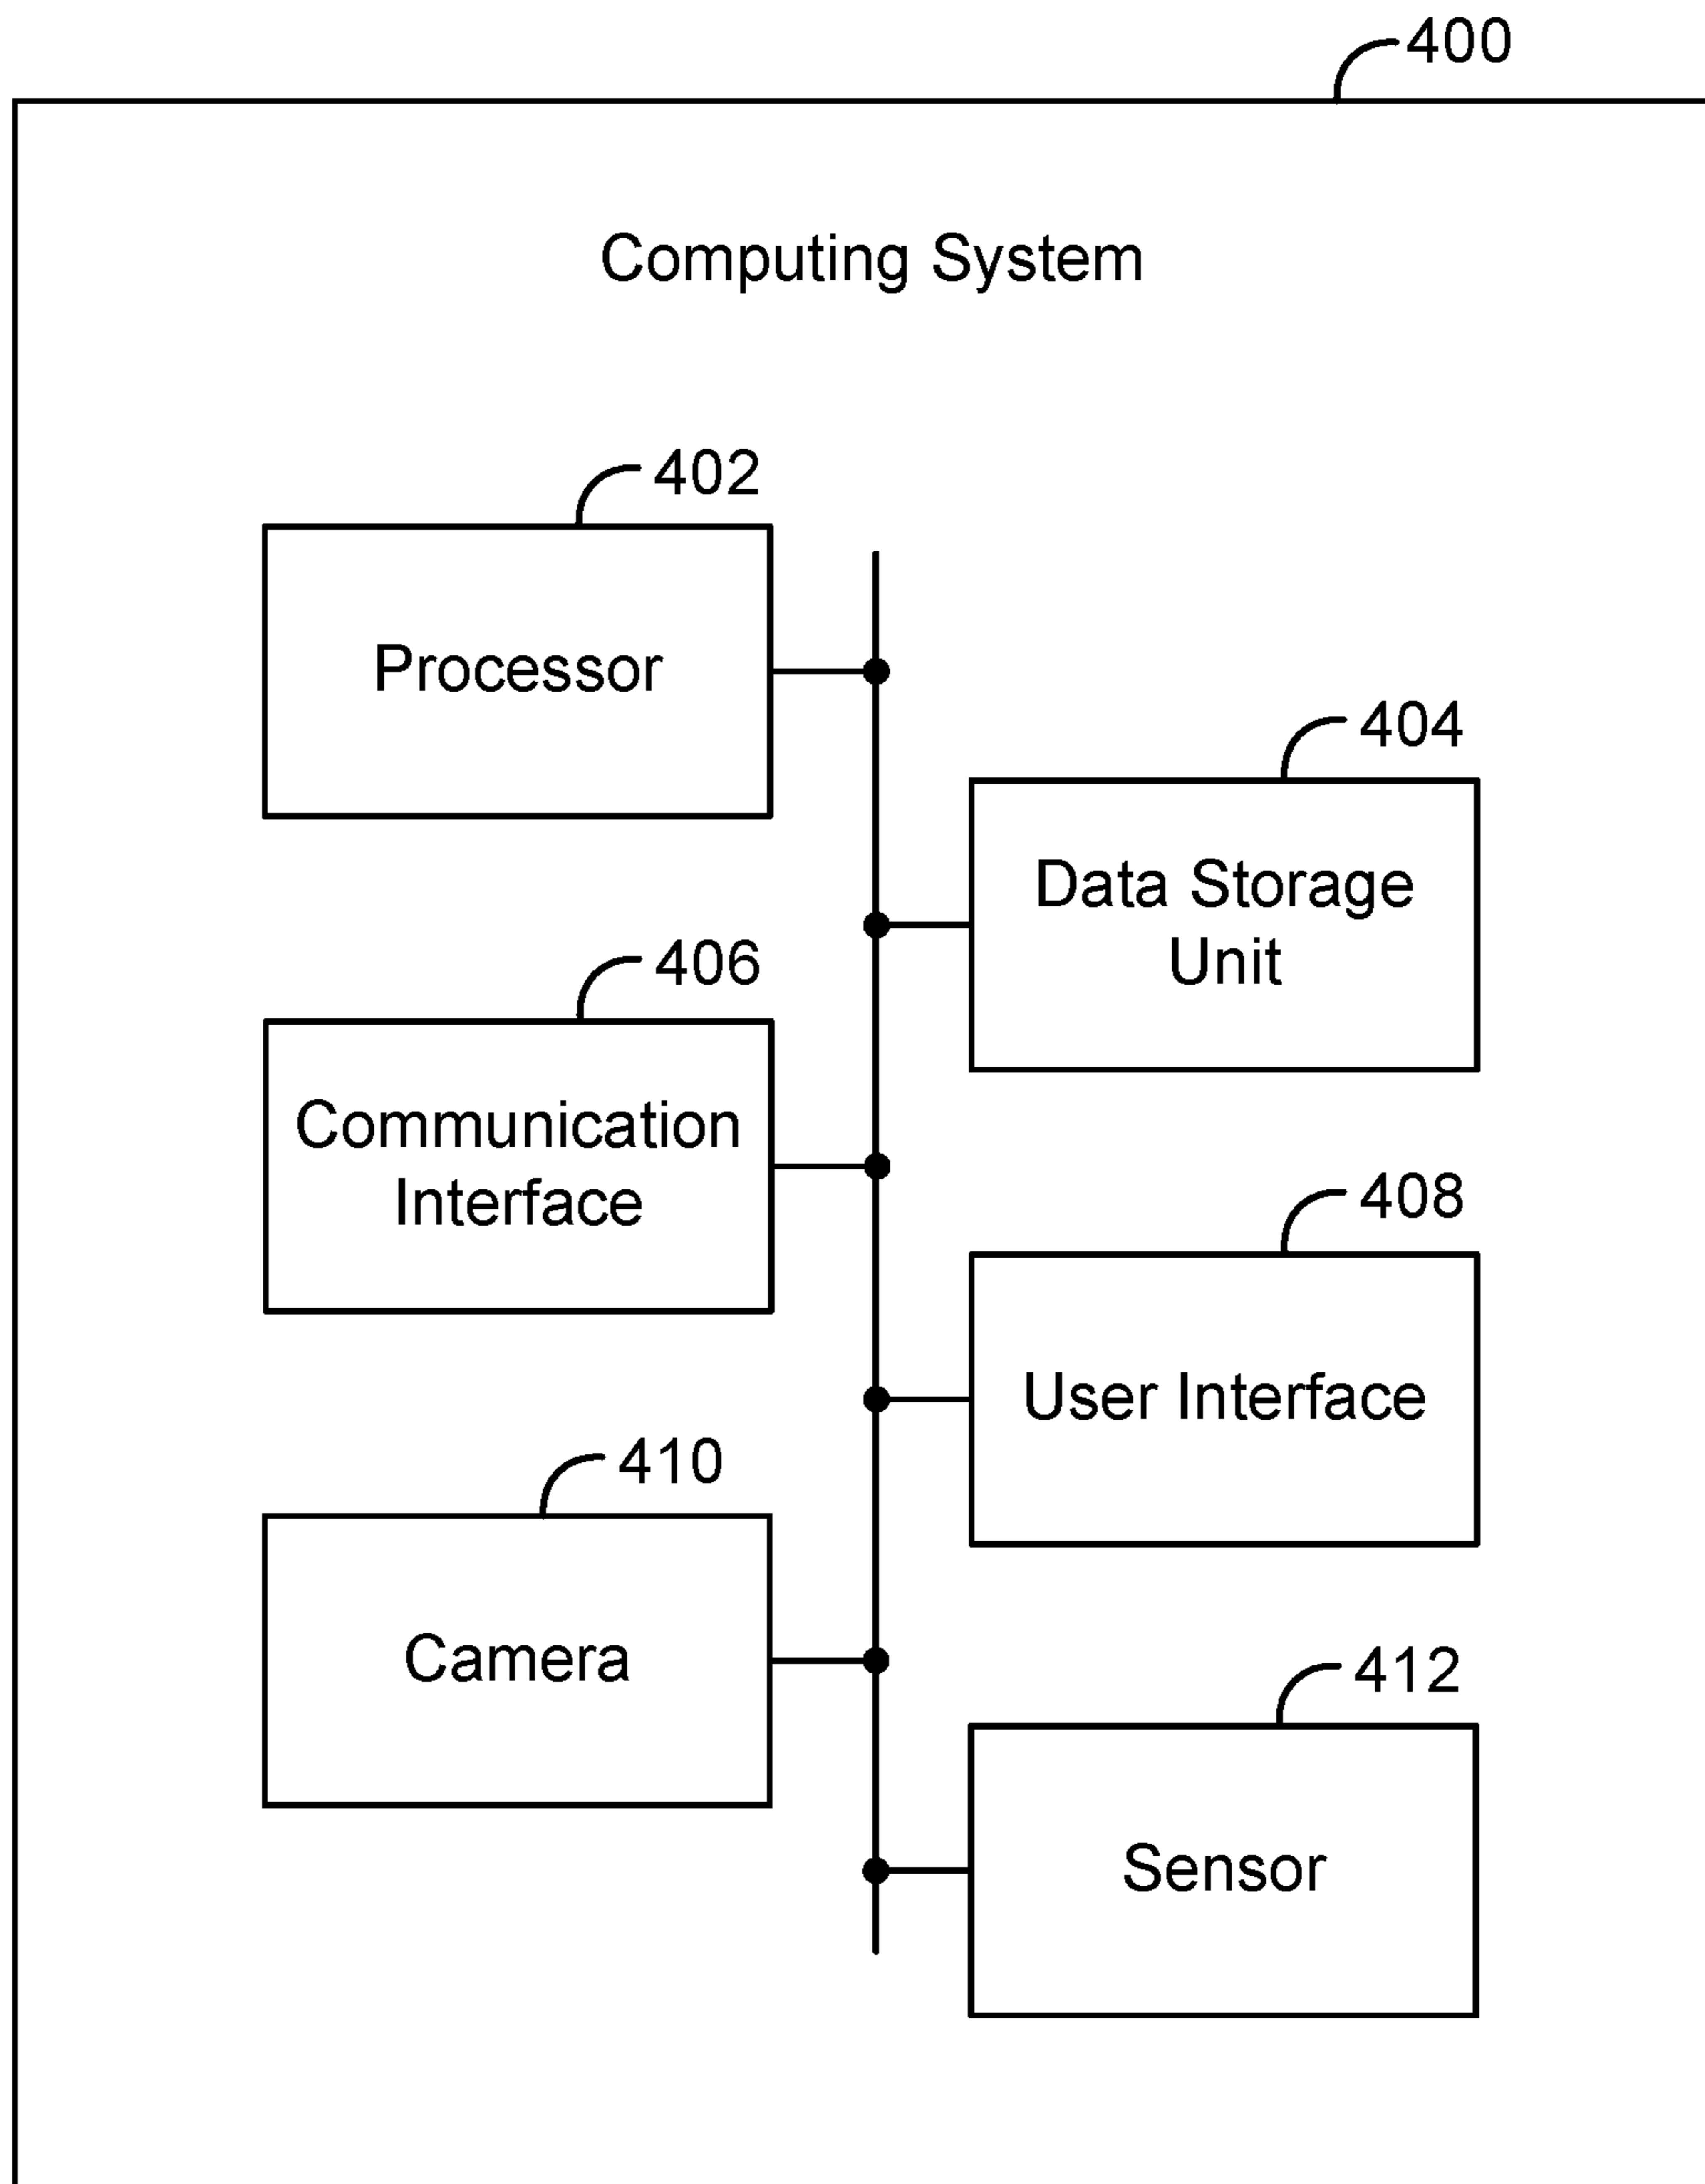 400
Computing System
402
Processor
404
Data Storage
Unit
406
Communication
Interface
408
User Interface
410
Camera
412
Sensor